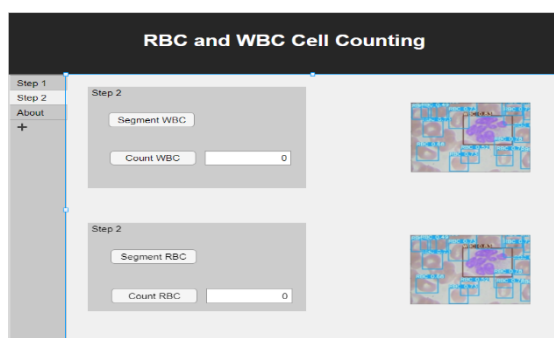 RBC and WBC Cell Counting
Step 1
Step 2
About
+
Step 2
Segment WBC
Count WBC 0
Step 2
Segment RBC
Count RBC 0